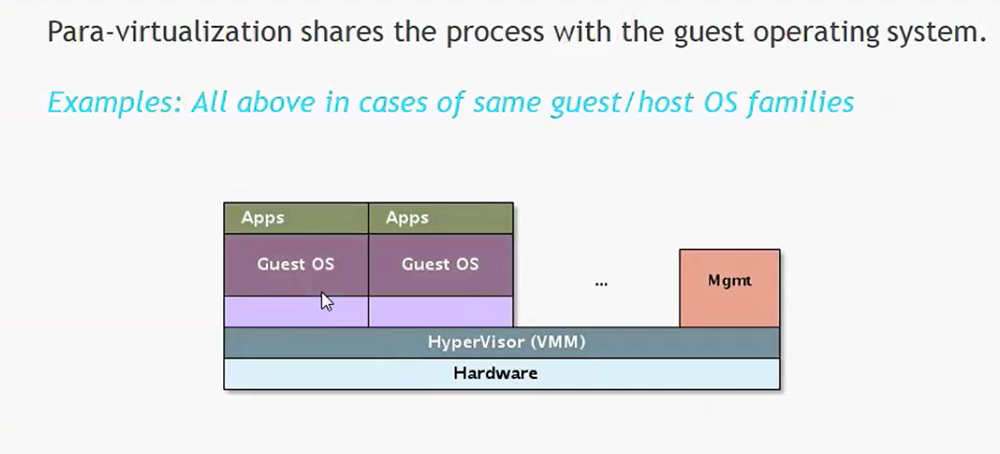 Para-virtualization shares the process with the guest operating system.
Examples: All above in cases of same guest/host OS families
Apps
Apps
Guest OS
Guest OS
...
Mgmt
HyperVisor (VMM)
Hardware